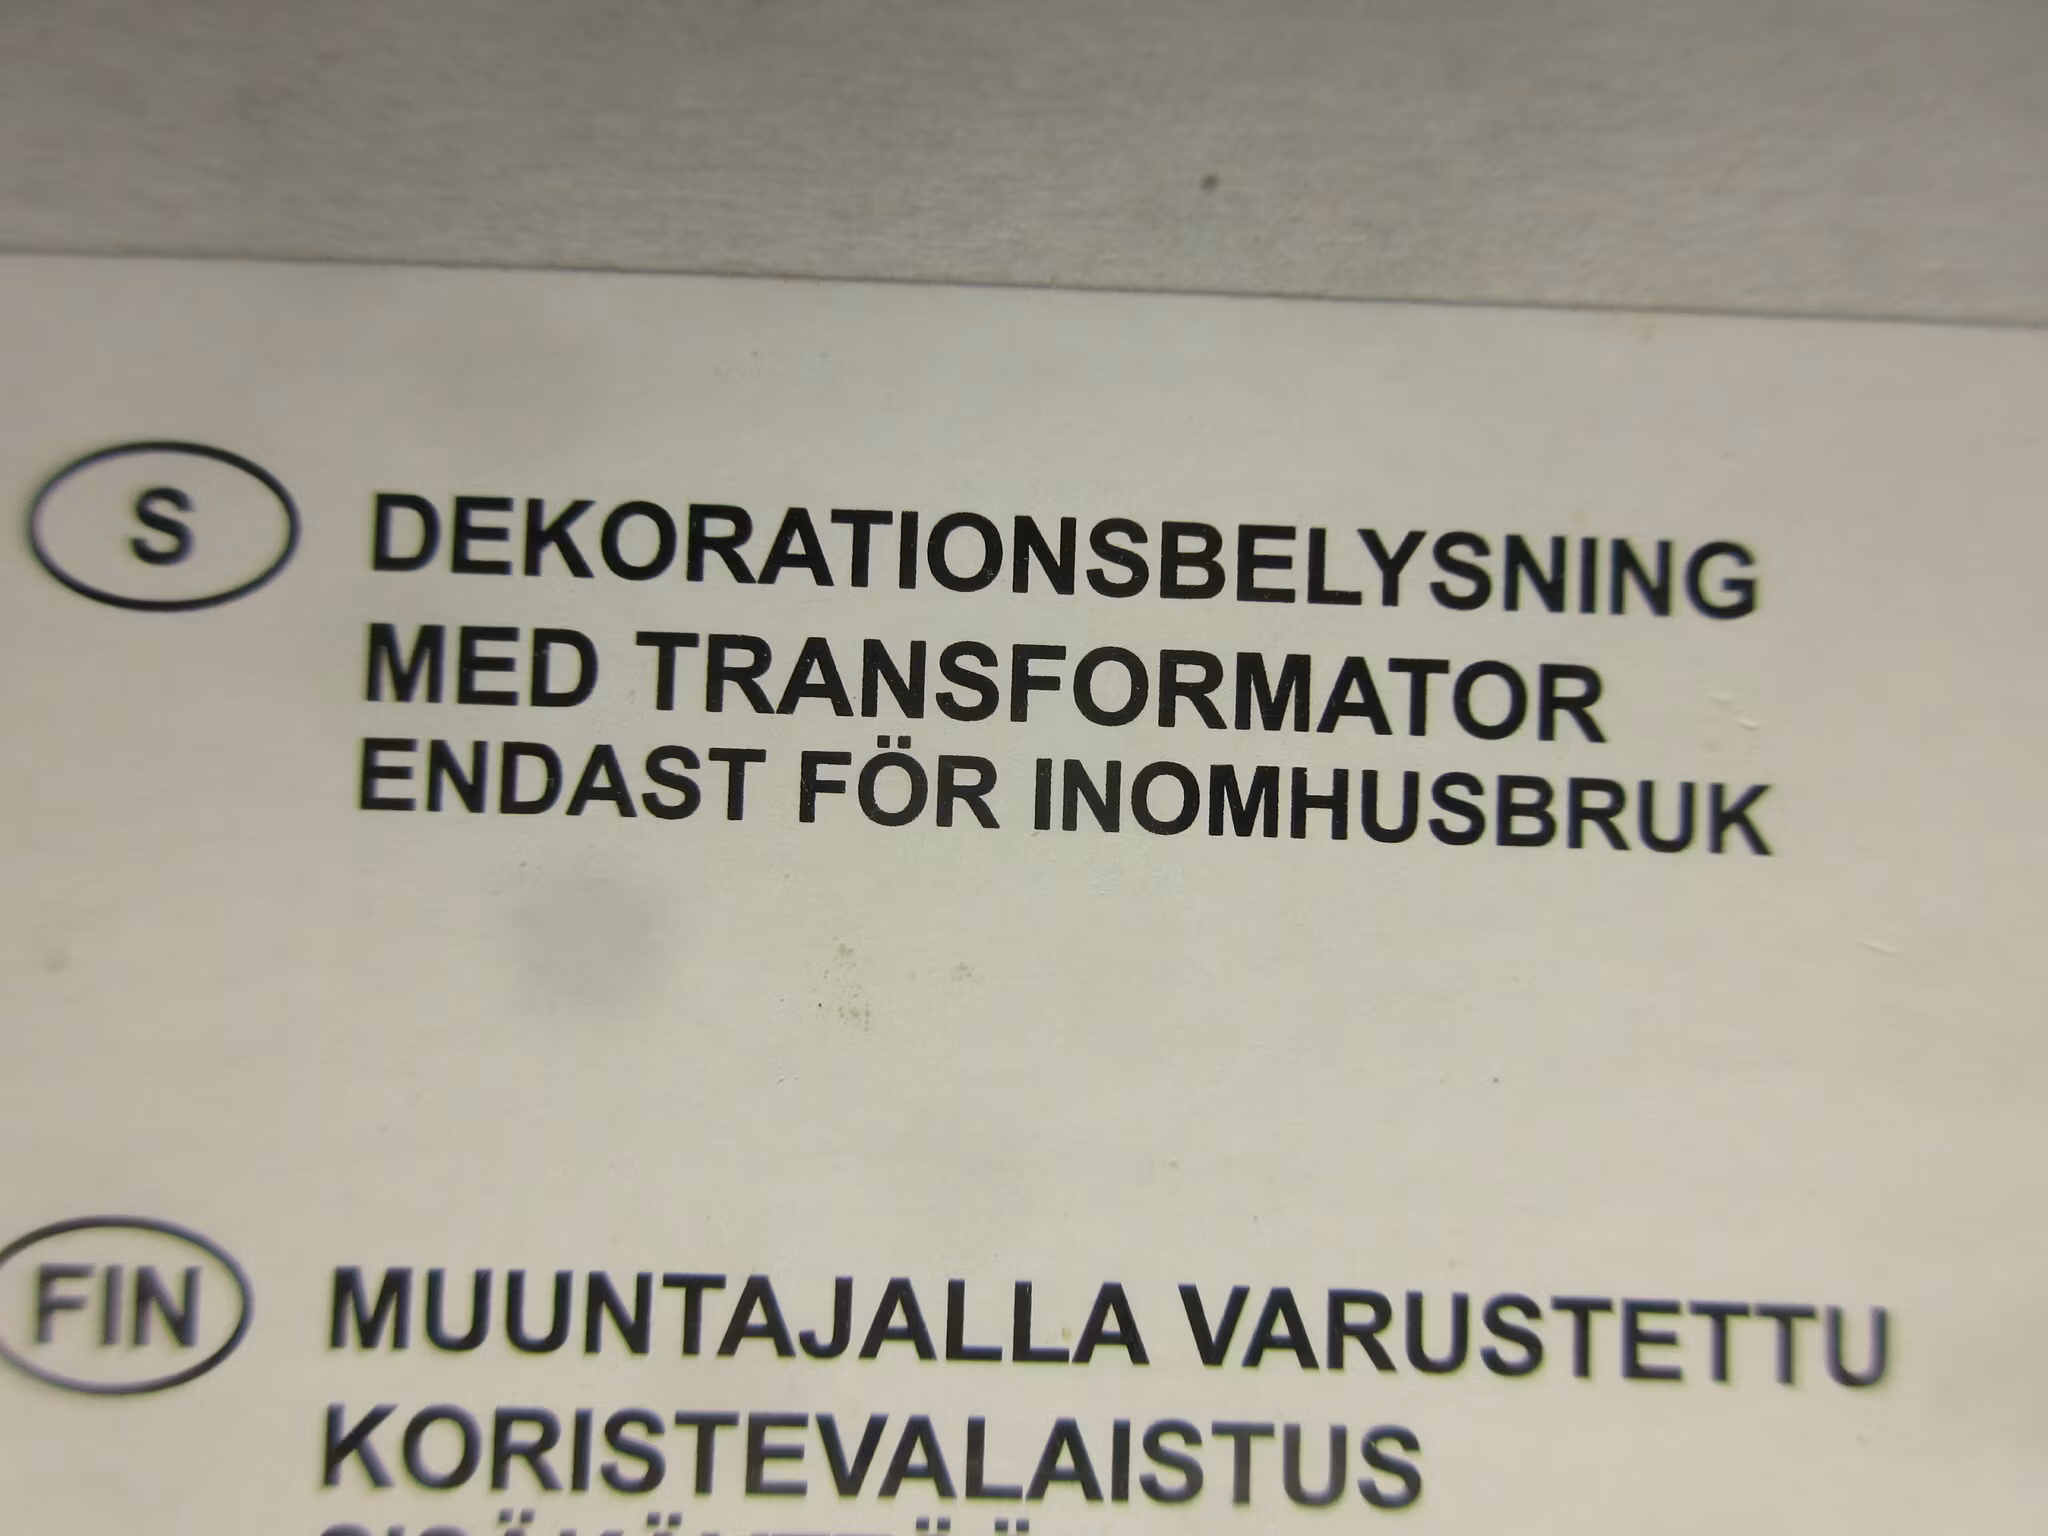 S
DEKORATIONSBELYSNING
MED TRANSFORMATOR
ENDAST FÖR INOMHUSBRUK
FIN
MUUNTAJALLA VARUSTETTU
KORISTEVALAISTUS